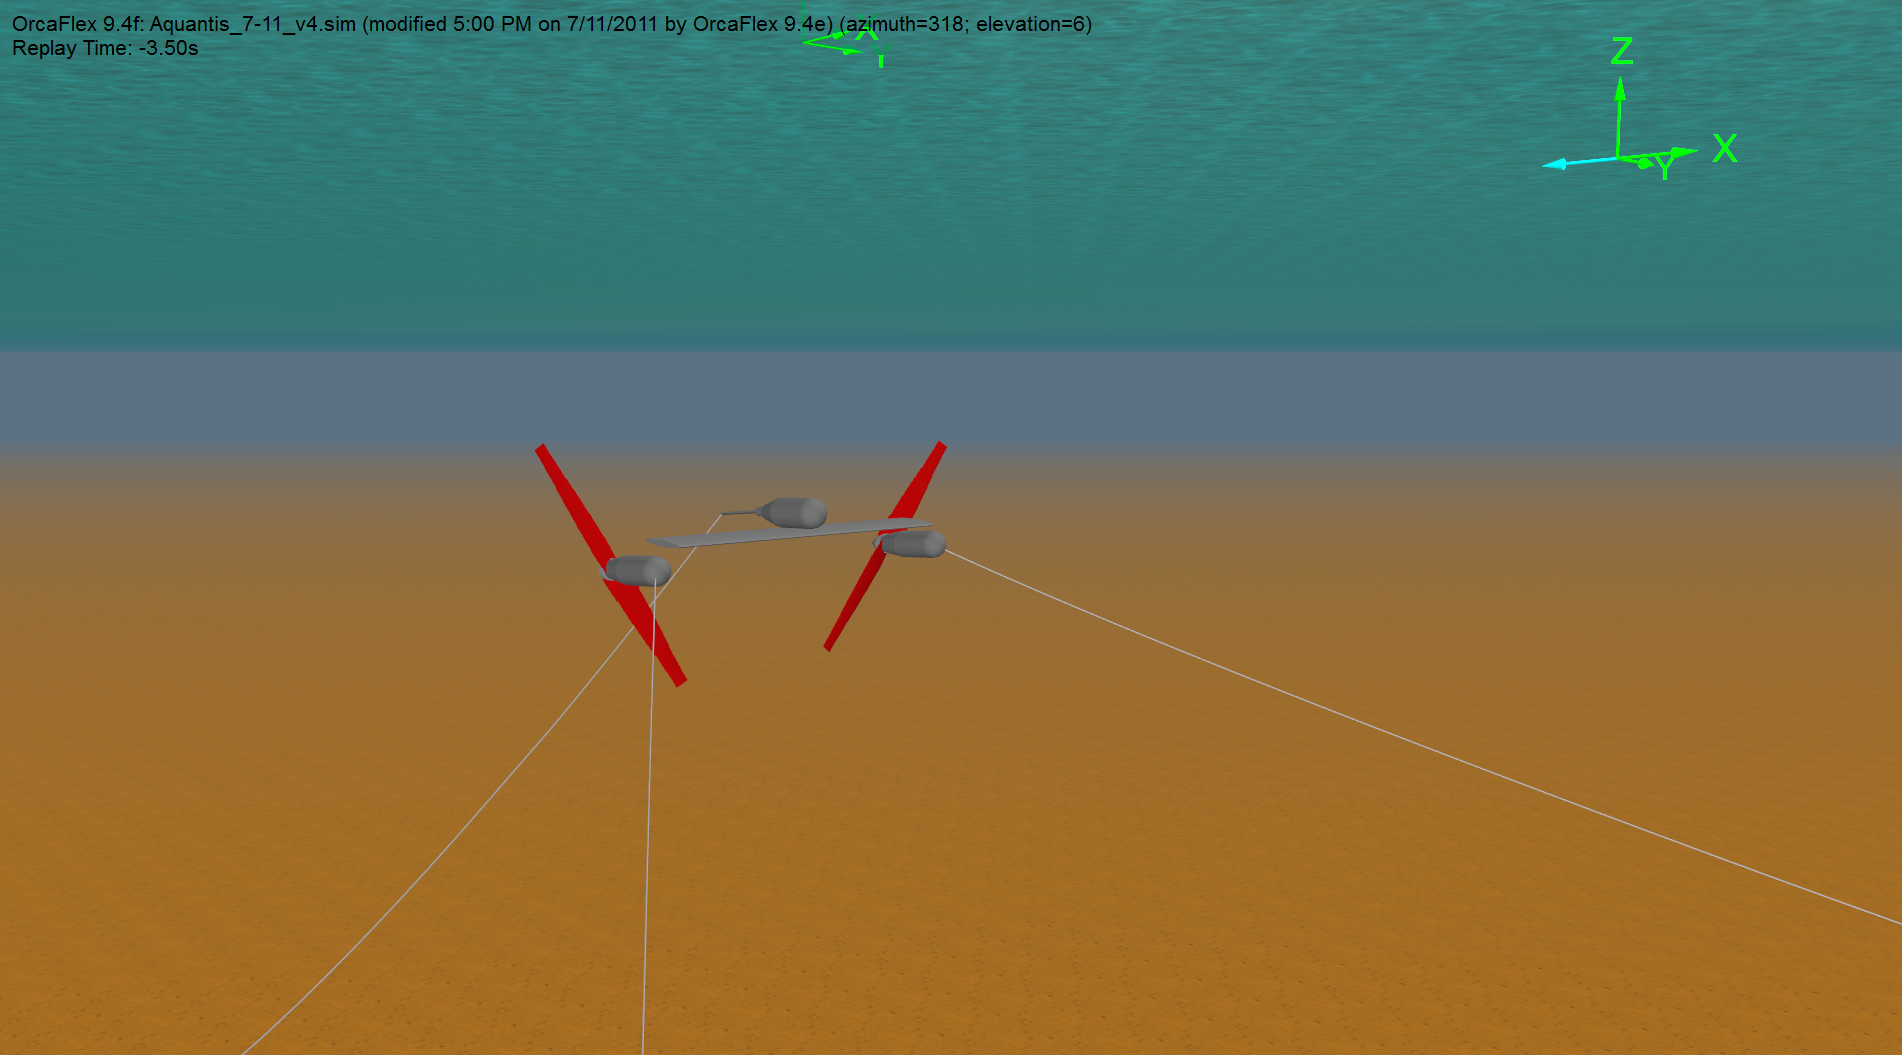 OrcaFlex 9.4f: Aquantis_7-11_v4.sim (modified 5:00 PM on 7/11/2011 by OrcaFlex 9.4e) (azimuth=318; elevation=6)
Replay Time: -3.50s
X
Y
Z
X
Y